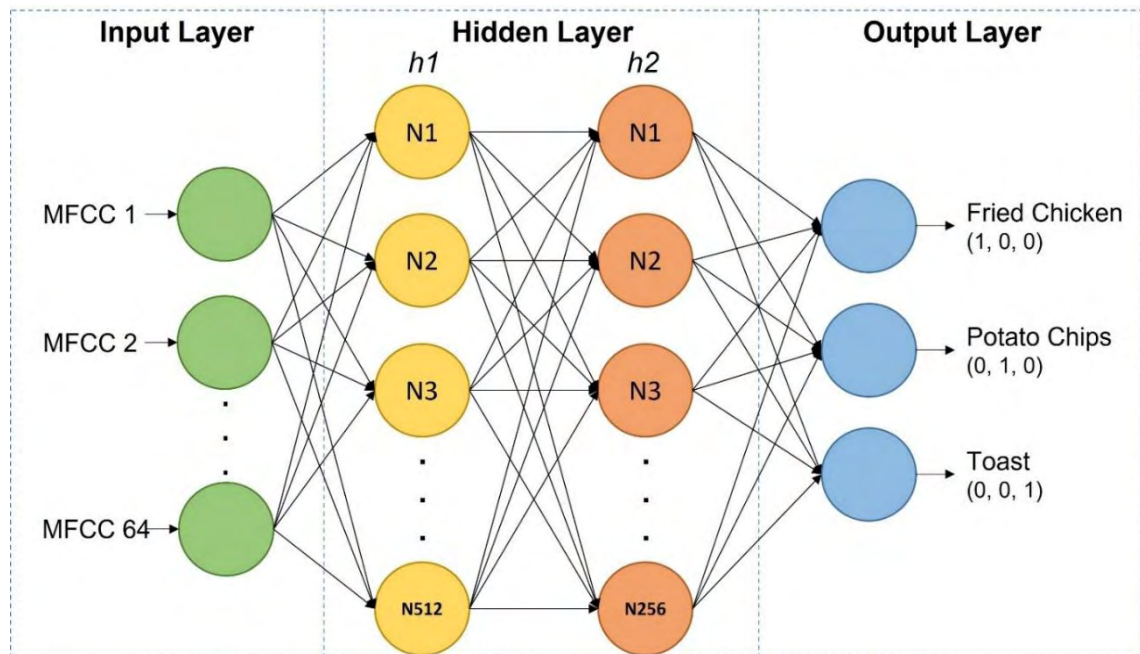 Input Layer
Hidden Layer
Output Layer
h1
h2
MFCC 1
MFCC 2
MFCC 64
N1
N2
N3
N512
N1
N2
N3
N256
Fried Chicken
(1, 0, 0)
Potato Chips
(0, 1, 0)
Toast
(0, 0, 1)